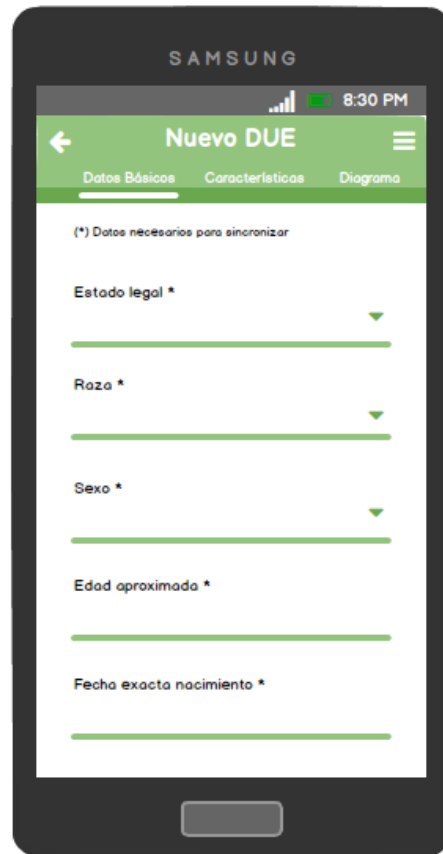 SAMSUNG
8:30 PM
Nuevo DUE
Datos Básicos Características Diagrama
(*) Datos necesarios para sincronizar
Estado legal *
Raza *
Sexo *
Edad aproximada *
Fecha exacta nacimiento *